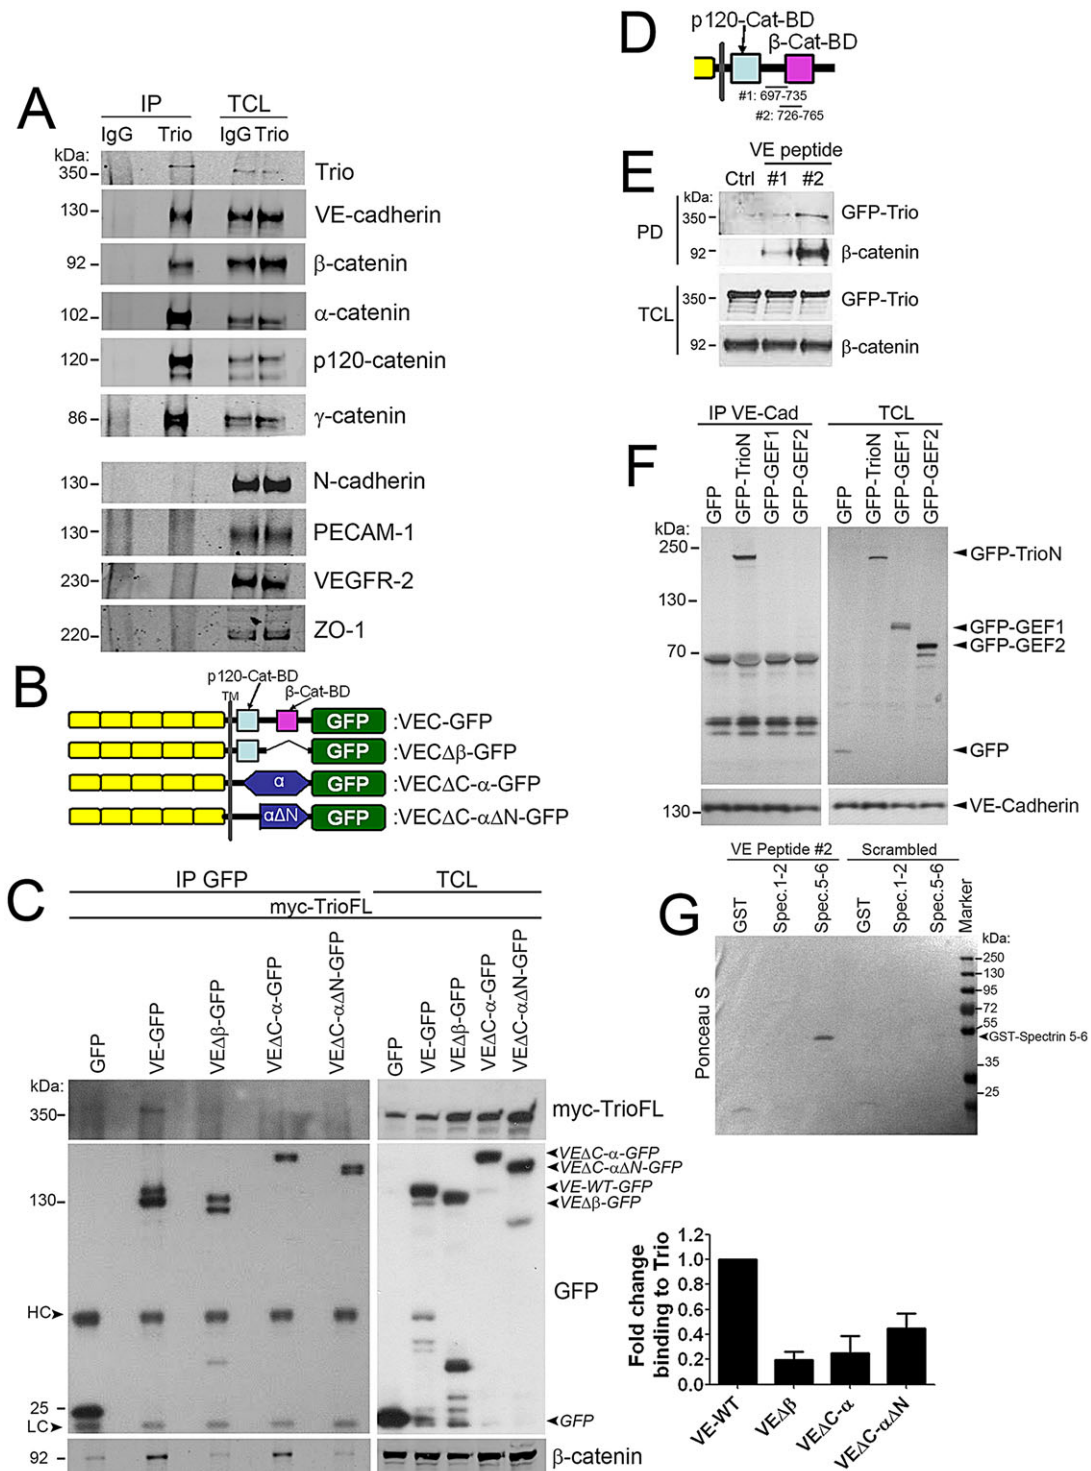 A
IP TCL
IgG Trio IgG Trio
kDa:
350 Trio
130 VE-cadherin
92 β-catenin
102 α-catenin
120 p120-catenin
86 γ-catenin
130 N-cadherin
130 PECAM-1
230 VEGFR-2
220 ZO-1
B
p120-Cat-BD
TM β-Cat-BD
GFP :VEC-GFP
GFP :VECΔβ-GFP
α GFP :VECΔC-α-GFP
αΔN GFP :VECΔC-αΔN-GFP
C
IP GFP TCL
myc-TrioFL
GFP VE-GFP VEΔβ-GFP VEΔC-α-GFP VEΔC-αΔN-GFP GFP VE-GFP VEΔβ-GFP VEΔC-α-GFP VEΔC-αΔN-GFP
kDa:
350 myc-TrioFL
VEΔC-α-GFP
VEΔC-αΔN-GFP
VE-WT-GFP
130 VEΔβ-GFP
GFP
HC
25
LC GFP
92 β-catenin
D
p120-Cat-BD
β-Cat-BD
#1: 697-735
#2: 726-765
E
VE peptide
Ctrl #1 #2
kDa:
PD
350 GFP-Trio
92 β-catenin
TCL
350 GFP-Trio
92 β-catenin
F
IP VE-Cad TCL
GFP GFP-TrioN GFP-GEF1 GFP-GEF2 GFP GFP-TrioN GFP-GEF1 GFP-GEF2
kDa:
250 GFP-TrioN
130
GFP-GEF1
70 GFP-GEF2
GFP
130 VE-Cadherin
G
VE Peptide #2 Scrambled
GST Spec.1-2 Spec.5-6 GST Spec.1-2 Spec.5-6 Marker
kDa:
250
130
95
72
55
GST-Spectrin 5-6
35
25
Ponceau S
Fold change
binding to Trio
1.2
1.0
0.8
0.6
0.4
0.2
0.0
VE-WT VEΔβ VEΔC-α VEΔC-αΔN